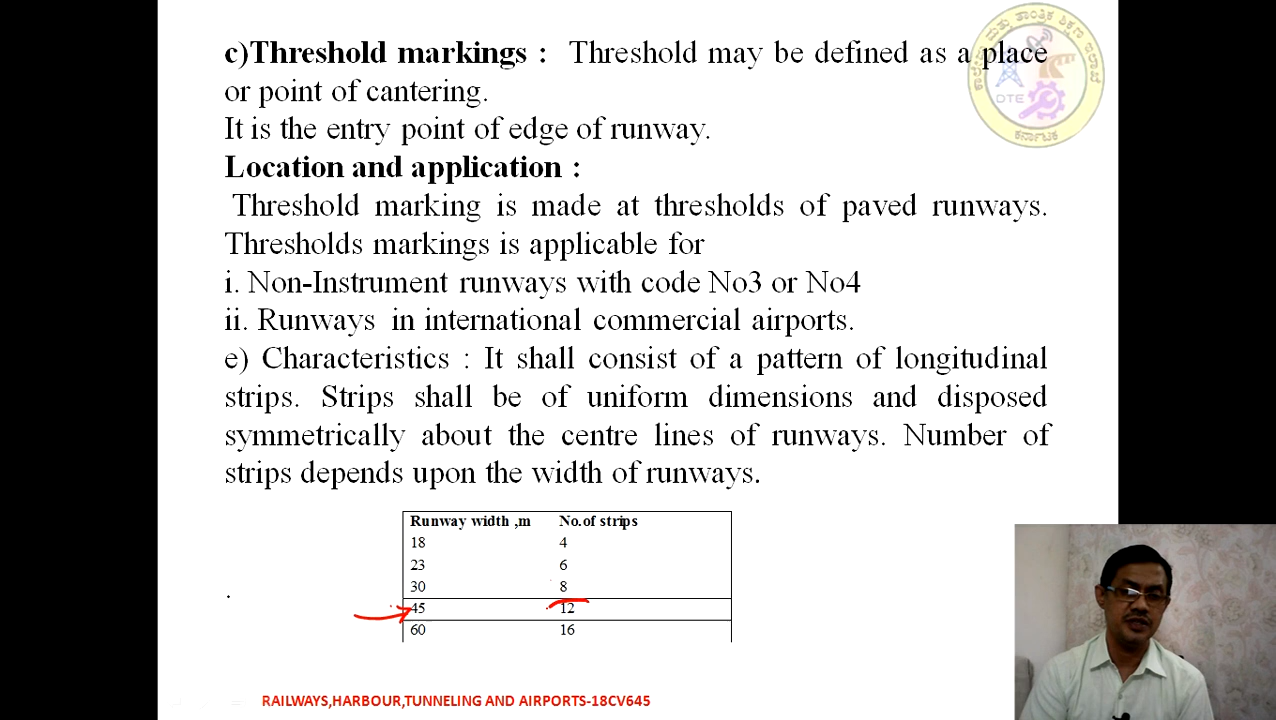 c)Threshold markings : Threshold may be defined as a place
or point of cantering.
It is the entry point of edge of runway.
Location and application :
Threshold marking is made at thresholds of paved runways.
Thresholds markings is applicable for
i. Non-Instrument runways with code No3 or No4
ii. Runways in international commercial airports.
e) Characteristics : It shall consist of a pattern of longitudinal
strips. Strips shall be of uniform dimensions and disposed
symmetrically about the centre lines of runways. Number of
strips depends upon the width of runways.
Runway width ,m No.of strips
18 4
23 6
30 8
.
45 12
60 16
RAILWAYS,HARBOUR,TUNNELING AND AIRPORTS-18CV645
DTE
ಕರ್ನಾಟಕ